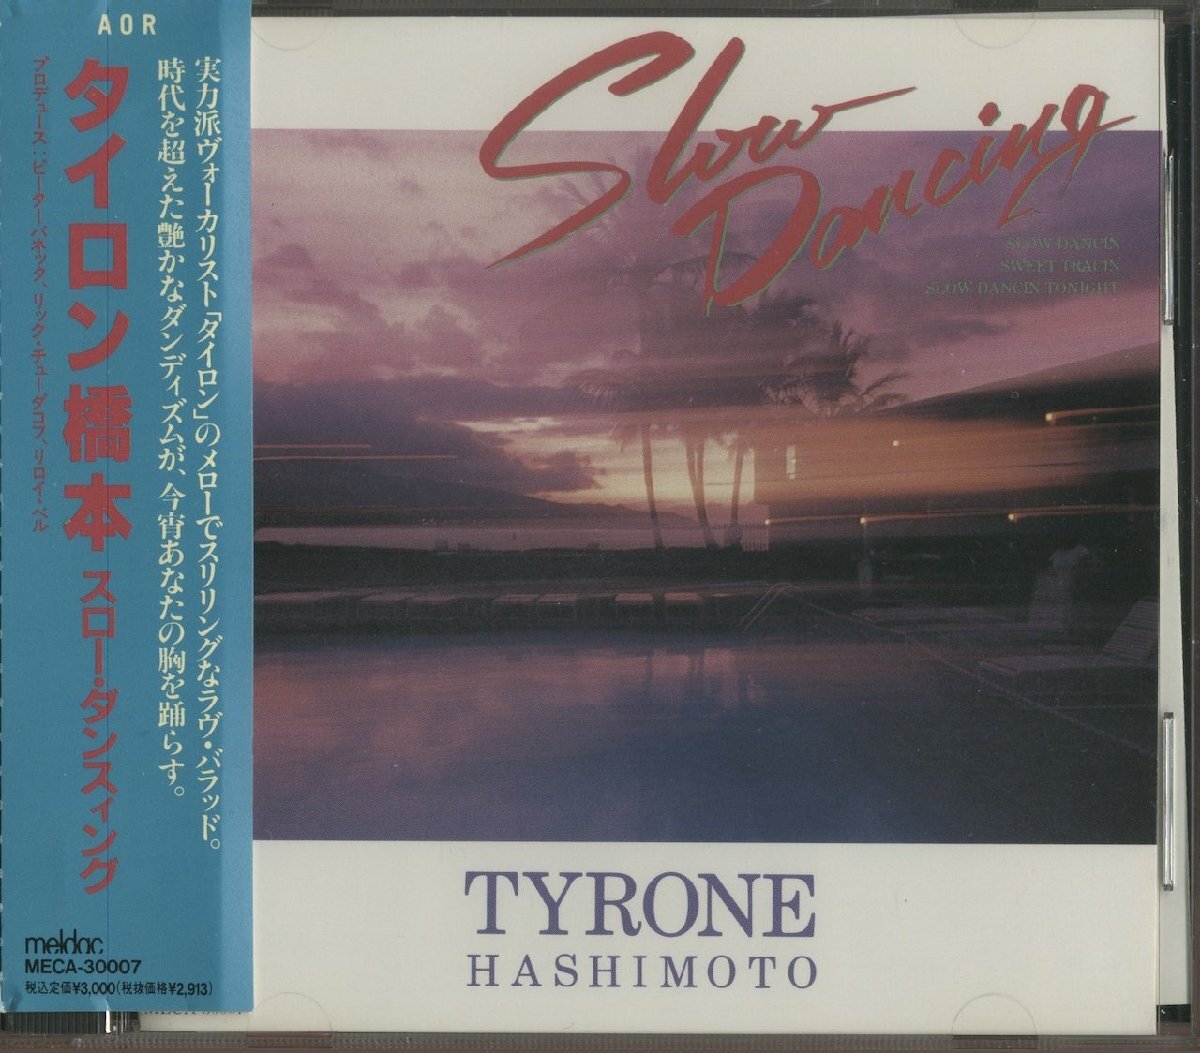 AOR
実力派ヴォーカリスト「タイロン」のメローでスリリングなラヴ・バラッド。
時代を超えた艶かなダンディズムが、今宵あなたの胸を踊らす。
タイロン橋本 スロー・ダンスィング
プロデュース:ピーターバネッタ、リック・チューダコフ、リロイ・ベル
meldac
MECA-30007
税込定価¥3,000(税抜価格¥2,913)
Slow
Dancing
SLOW DANCIN
SWEET TRACIN
SLOW DANCIN TONIGHT
TYRONE
HASHIMOTO